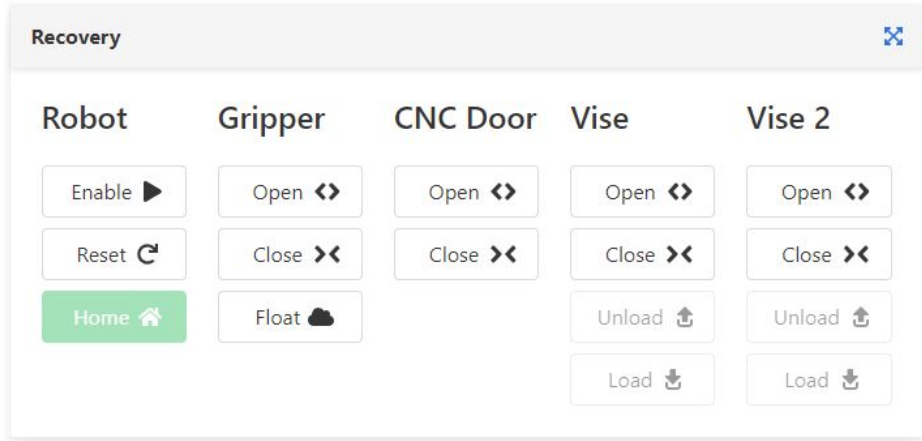 Recovery
Robot Gripper CNC Door Vise Vise 2
Enable Open Open Open Open
Reset Close Close Close Close
Home Float Unload Unload
Load Load